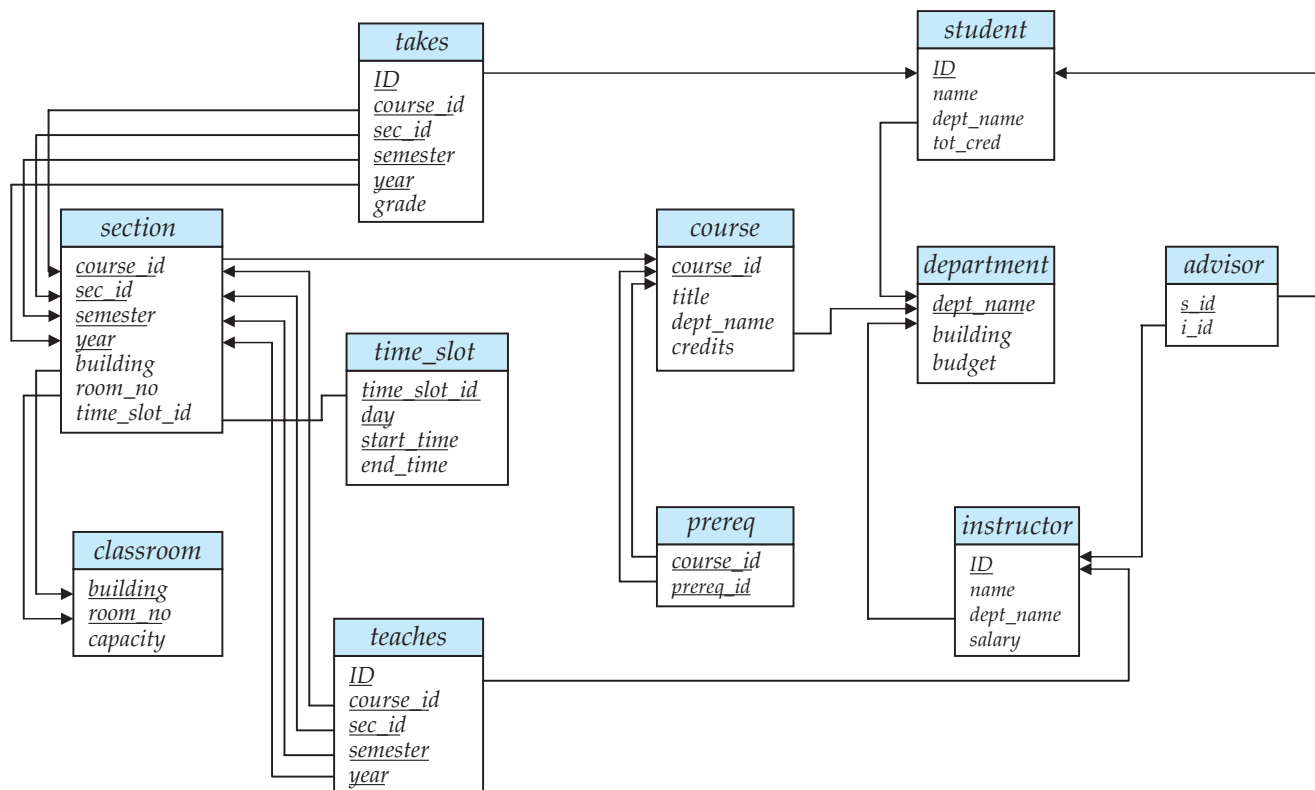 takes
ID
course_id
sec_id
semester
year
grade
student
ID
name
dept_name
tot_cred
section
course_id
sec_id
semester
year
building
room_no
time_slot_id
course
course_id
title
dept_name
credits
department
dept_name
building
budget
advisor
s_id
i_id
time_slot
time_slot_id
day
start_time
end_time
prereq
course_id
prereq_id
instructor
ID
name
dept_name
salary
classroom
building
room_no
capacity
teaches
ID
course_id
sec_id
semester
year